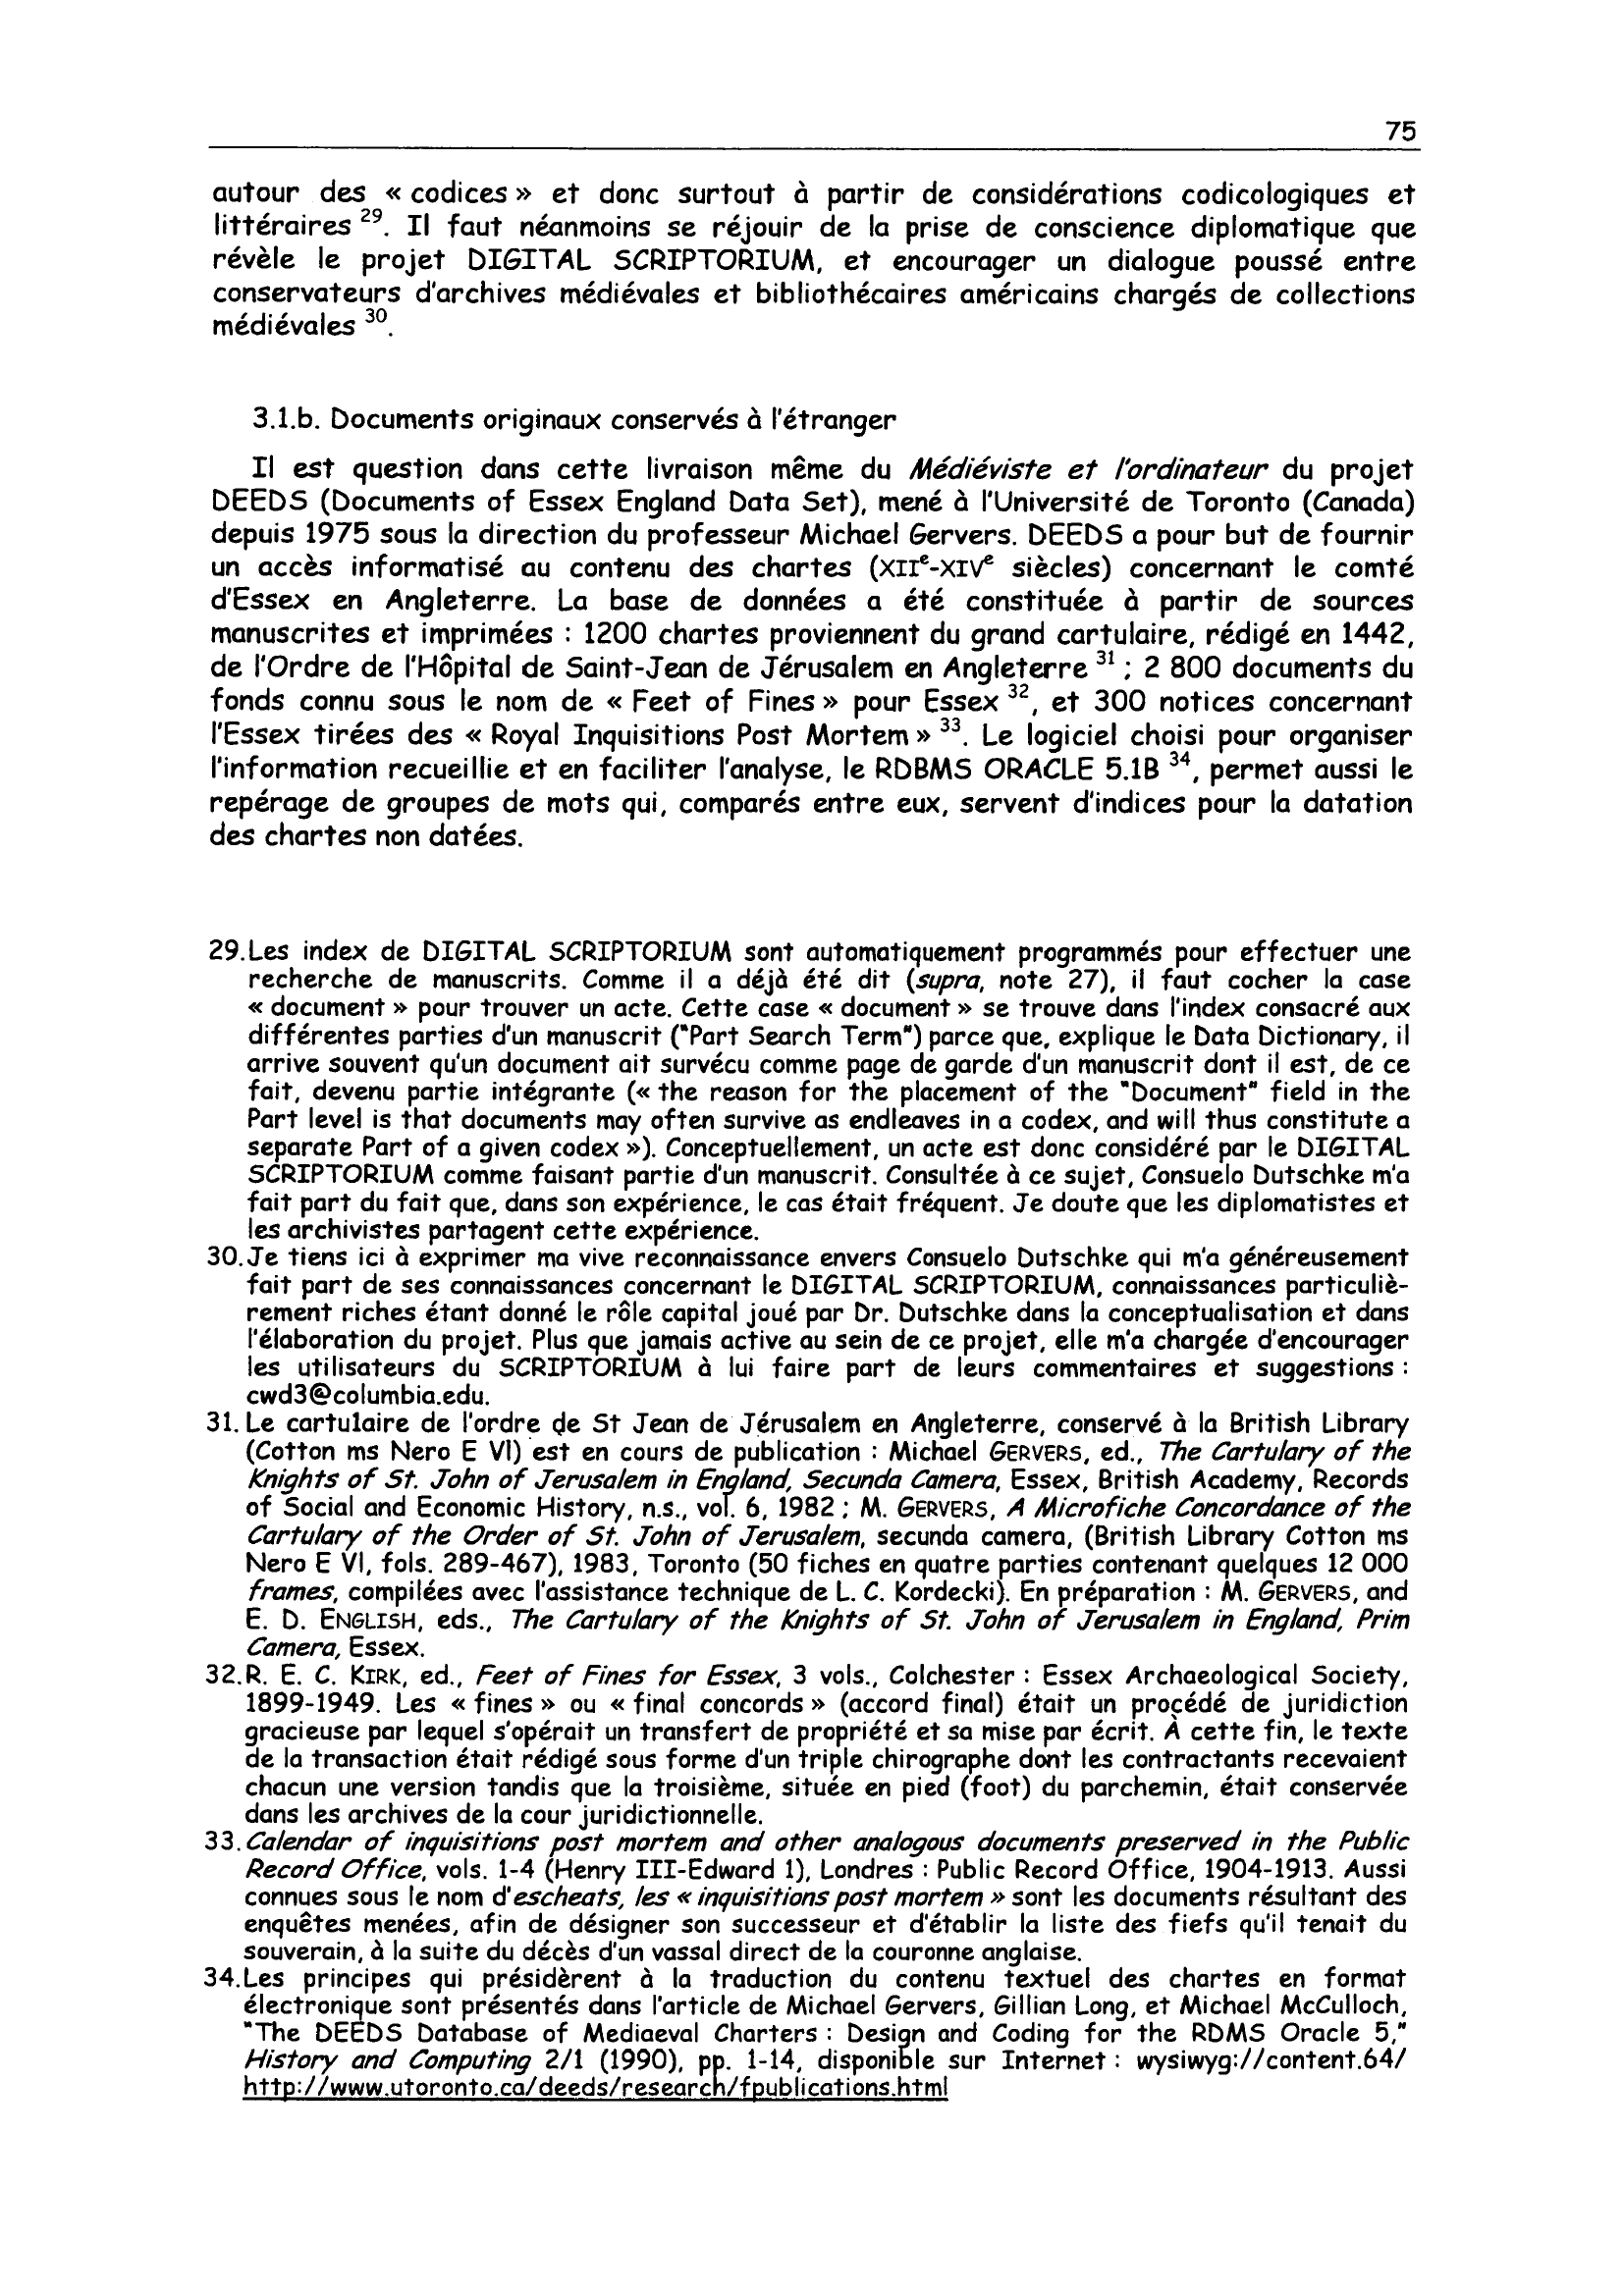 75
autour des « codices » et donc surtout à partir de considérations codicologiques et
littéraires 29. Il faut néanmoins se réjouir de la prise de conscience diplomatique que
révèle le projet DIGITAL SCRIPTORIUM, et encourager un dialogue poussé entre
conservateurs d'archives médiévales et bibliothécaires américains chargés de collections
médiévales 30.
3.1.b. Documents originaux conservés à l'étranger
Il est question dans cette livraison même du Médiéviste et l'ordinateur du projet
DEEDS (Documents of Essex England Data Set), mené à l'Université de Toronto (Canada)
depuis 1975 sous la direction du professeur Michael Gervers. DEEDS a pour but de fournir
un accès informatisé au contenu des chartes (XIIe-XIVe siècles) concernant le comté
d'Essex en Angleterre. La base de données a été constituée à partir de sources
manuscrites et imprimées : 1200 chartes proviennent du grand cartulaire, rédigé en 1442,
de l'Ordre de l'Hôpital de Saint-Jean de Jérusalem en Angleterre 31 ; 2 800 documents du
fonds connu sous le nom de « Feet of Fines » pour Essex 32, et 300 notices concernant
l'Essex tirées des « Royal Inquisitions Post Mortem » 33. Le logiciel choisi pour organiser
l'information recueillie et en faciliter l'analyse, le RDBMS ORACLE 5.1B 34, permet aussi le
repérage de groupes de mots qui, comparés entre eux, servent d'indices pour la datation
des chartes non datées.
29. Les index de DIGITAL SCRIPTORIUM sont automatiquement programmés pour effectuer une
recherche de manuscrits. Comme il a déjà été dit (supra, note 27), il faut cocher la case
« document » pour trouver un acte. Cette case « document » se trouve dans l'index consacré aux
différentes parties d'un manuscrit ("Part Search Term") parce que, explique le Data Dictionary, il
arrive souvent qu'un document ait survécu comme page de garde d'un manuscrit dont il est, de ce
fait, devenu partie intégrante (« the reason for the placement of the "Document" field in the
Part level is that documents may often survive as endleaves in a codex, and will thus constitute a
separate Part of a given codex »). Conceptuellement, un acte est donc considéré par le DIGITAL
SCRIPTORIUM comme faisant partie d'un manuscrit. Consultée à ce sujet, Consuelo Dutschke m'a
fait part du fait que, dans son expérience, le cas était fréquent. Je doute que les diplomatistes et
les archivistes partagent cette expérience.
30. Je tiens ici à exprimer ma vive reconnaissance envers Consuelo Dutschke qui m'a généreusement
fait part de ses connaissances concernant le DIGITAL SCRIPTORIUM, connaissances particuliè-
rement riches étant donné le rôle capital joué par Dr. Dutschke dans la conceptualisation et dans
l'élaboration du projet. Plus que jamais active au sein de ce projet, elle m'a chargée d'encourager
les utilisateurs du SCRIPTORIUM à lui faire part de leurs commentaires et suggestions :
cwd3@columbia.edu.
31. Le cartulaire de l'ordre de St Jean de Jérusalem en Angleterre, conservé à la British Library
(Cotton ms Nero E VI) est en cours de publication : Michael GERVERS, ed., The Cartulary of the
Knights of St. John of Jerusalem in England, Secunda Camera, Essex, British Academy, Records
of Social and Economic History, n.s., vol. 6, 1982 ; M. GERVERS, A Microfiche Concordance of the
Cartulary of the Order of St. John of Jerusalem, secunda camera, (British Library Cotton ms
Nero E VI, fols. 289-467), 1983, Toronto (50 fiches en quatre parties contenant quelques 12 000
frames, compilées avec l'assistance technique de L. C. Kordecki). En préparation : M. GERVERS, and
E. D. ENGLISH, eds., The Cartulary of the Knights of St. John of Jerusalem in England, Prim
Camera, Essex.
32. R. E. C. KIRK, ed., Feet of Fines for Essex, 3 vols., Colchester : Essex Archaeological Society,
1899-1949. Les « fines » ou « final concords » (accord final) était un procédé de juridiction
gracieuse par lequel s'opérait un transfert de propriété et sa mise par écrit. À cette fin, le texte
de la transaction était rédigé sous forme d'un triple chirographe dont les contractants recevaient
chacun une version tandis que la troisième, située en pied (foot) du parchemin, était conservée
dans les archives de la cour juridictionnelle.
33. Calendar of inquisitions post mortem and other analogous documents preserved in the Public
Record Office, vols. 1-4 (Henry III-Edward 1), Londres : Public Record Office, 1904-1913. Aussi
connues sous le nom d'escheats, les « inquisitions post mortem » sont les documents résultant des
enquêtes menées, afin de désigner son successeur et d'établir la liste des fiefs qu'il tenait du
souverain, à la suite du décès d'un vassal direct de la couronne anglaise.
34. Les principes qui présidèrent à la traduction du contenu textuel des chartes en format
électronique sont présentés dans l'article de Michael Gervers, Gillian Long, et Michael McCulloch,
"The DEEDS Database of Mediaeval Charters : Design and Coding for the RDMS Oracle 5,"
History and Computing 2/1 (1990), pp. 1-14, disponible sur Internet : wysiwyg://content.64/
http://www.utoronto.ca/deeds/research/fpublications.html